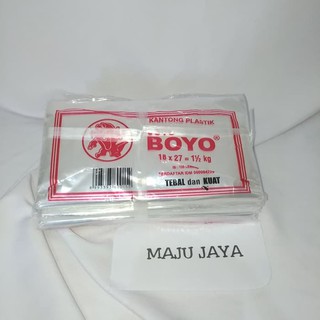 KANTONG PLASTIK
BOYO®
18 x 27 = 1½ kg
TEBAL dan KUAT
MAJU JAYA